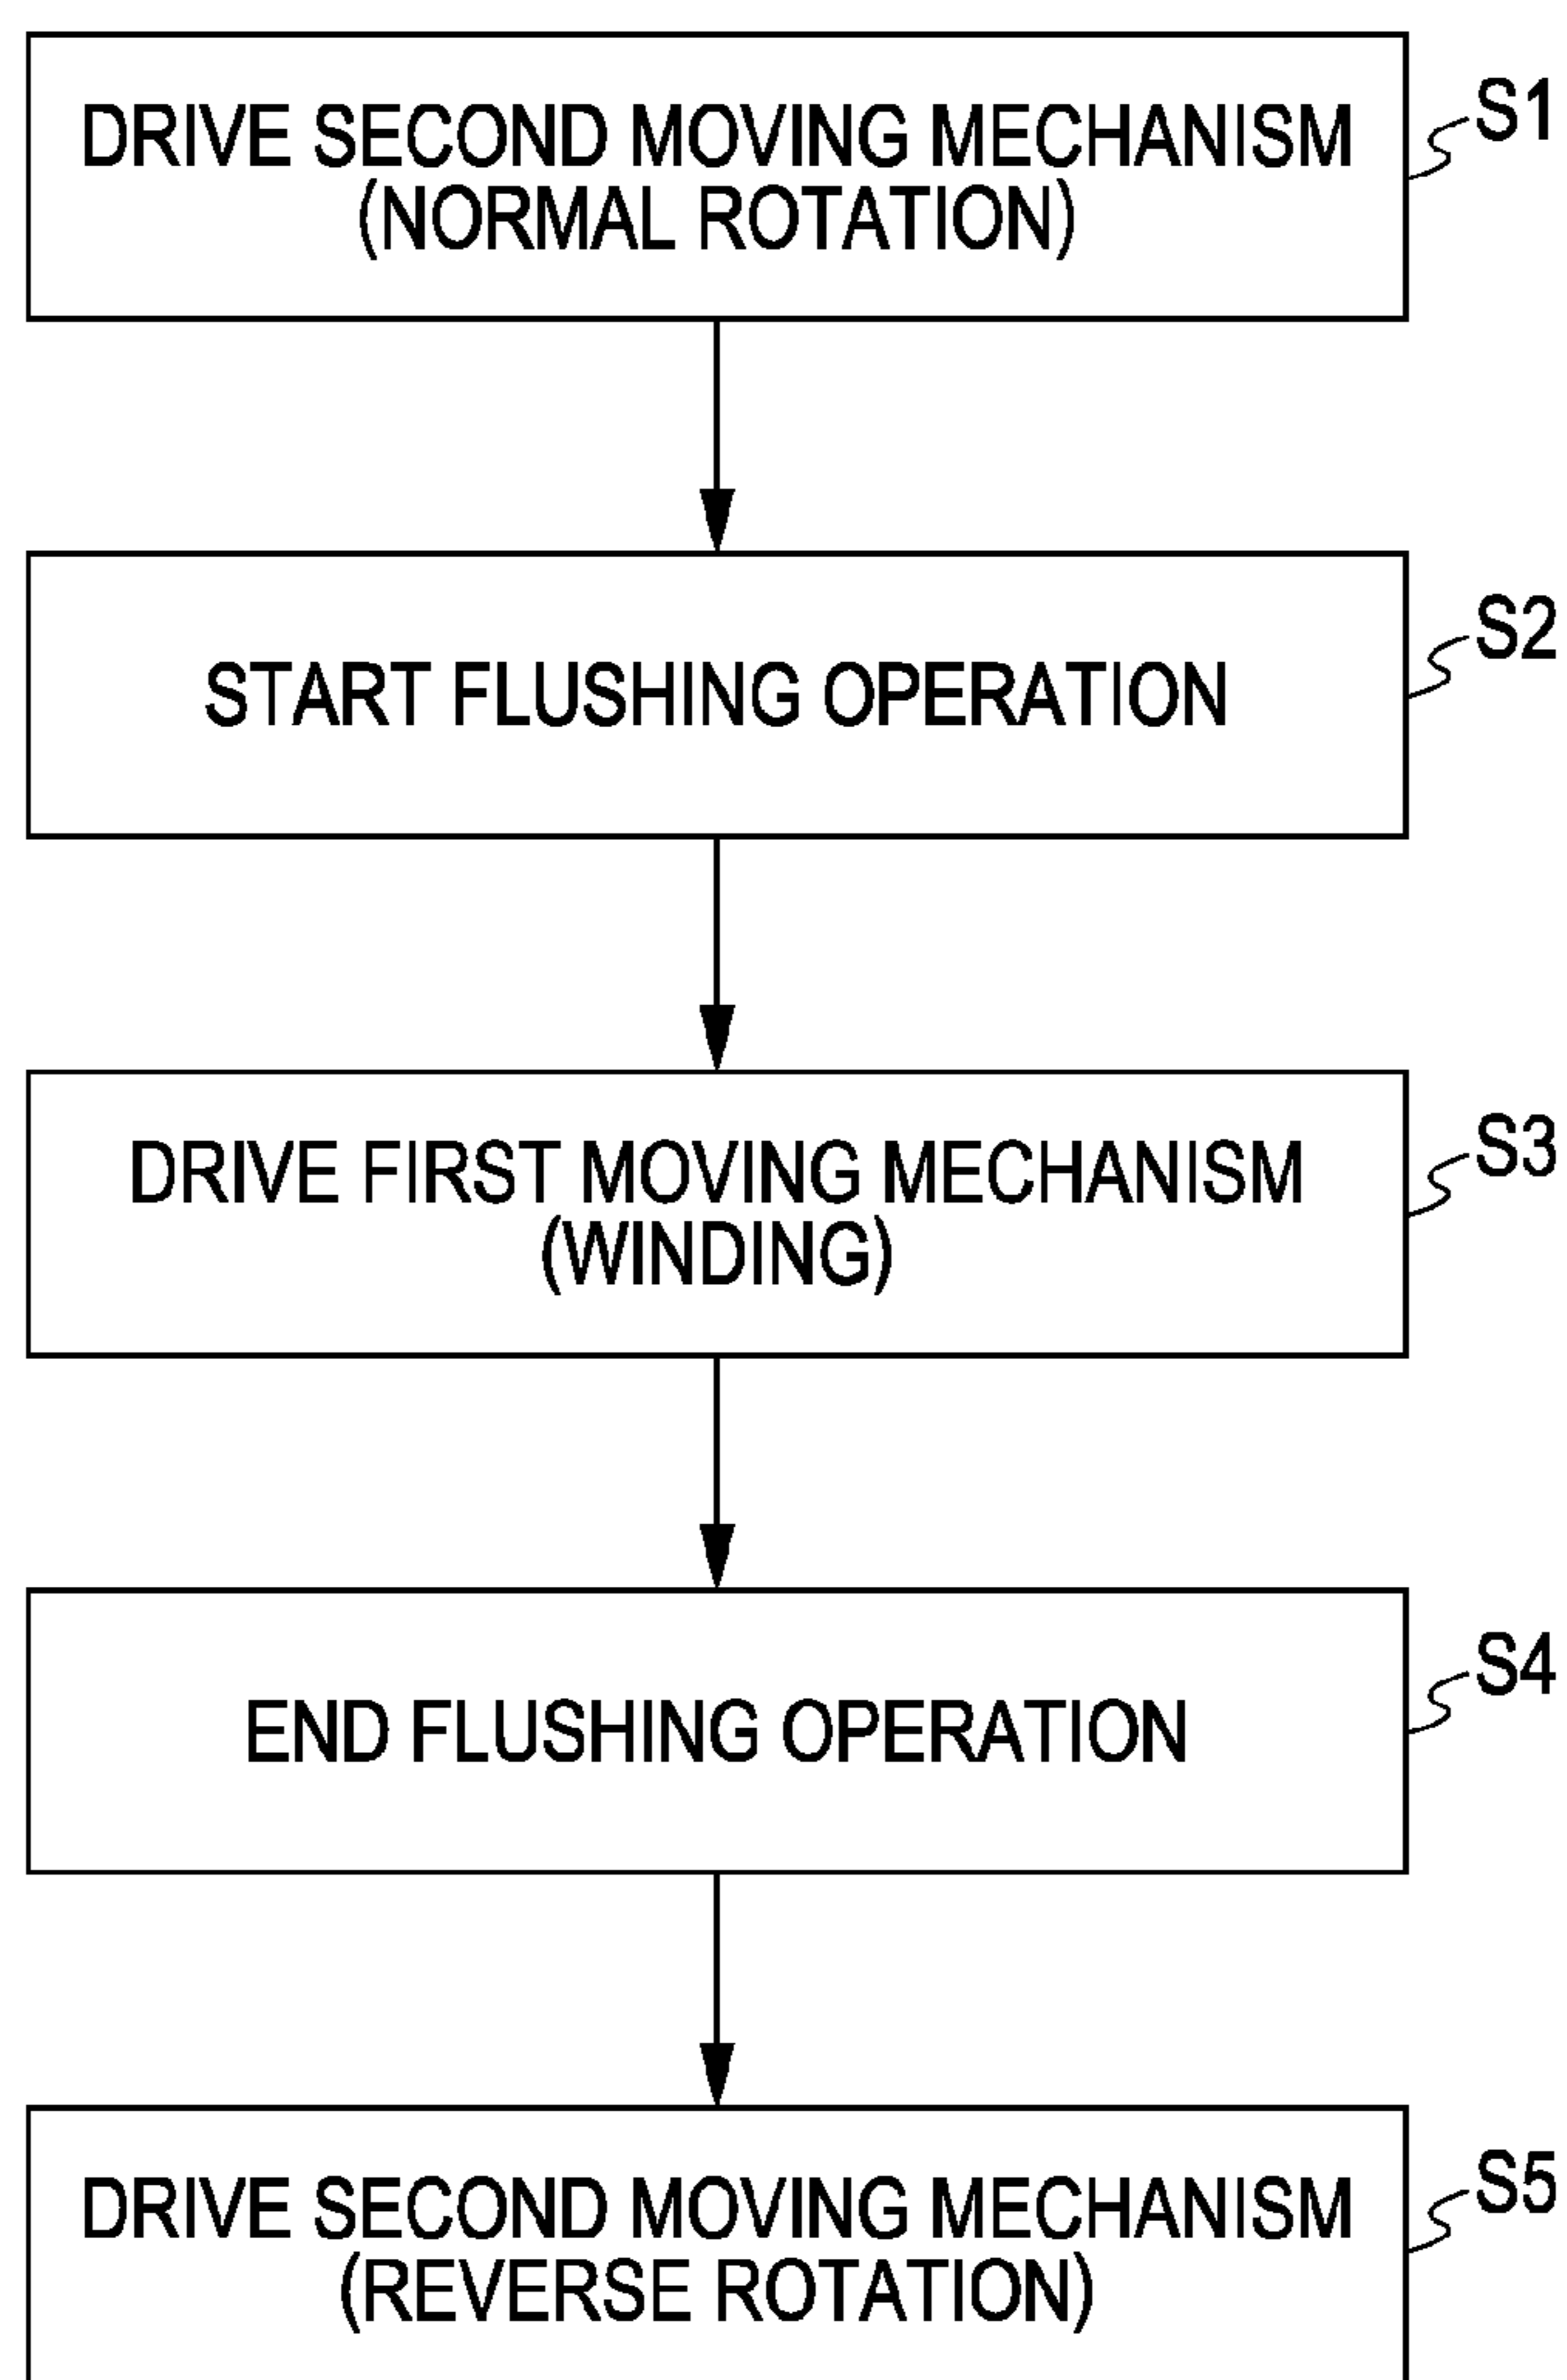 DRIVE SECOND MOVING MECHANISM
(NORMAL ROTATION)
S1
START FLUSHING OPERATION
S2
DRIVE FIRST MOVING MECHANISM
(WINDING)
S3
END FLUSHING OPERATION
S4
DRIVE SECOND MOVING MECHANISM
(REVERSE ROTATION)
S5